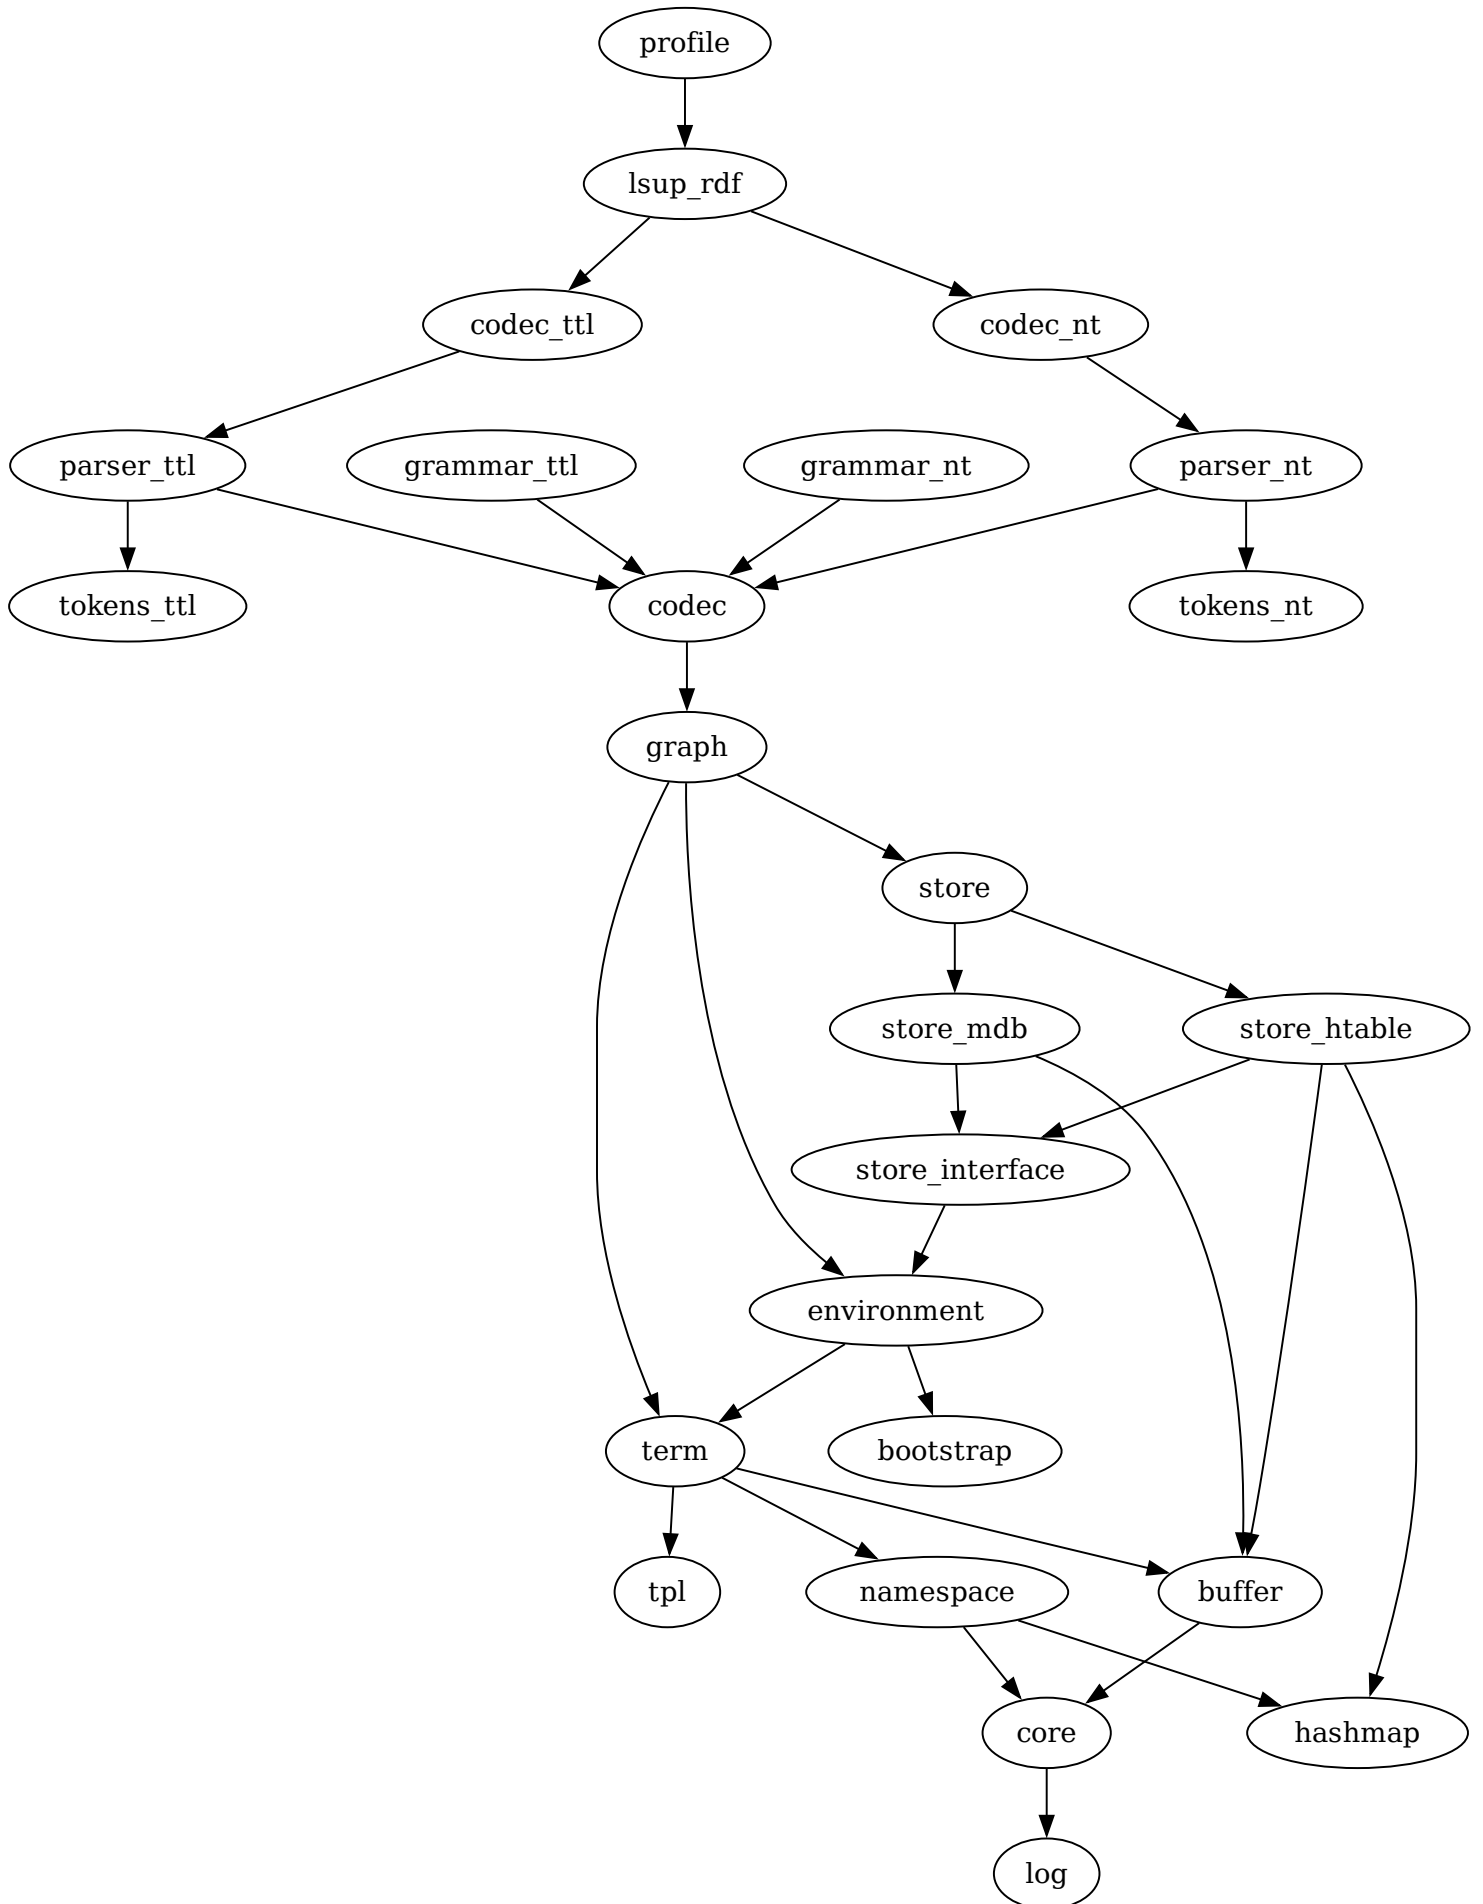 profile
lsup_rdf
codec_ttl
codec_nt
parser_ttl
grammar_ttl
grammar_nt
parser_nt
tokens_ttl
codec
tokens_nt
graph
store
store_mdb
store_htable
store_interface
environment
term
bootstrap
tpl
namespace
buffer
core
hashmap
log